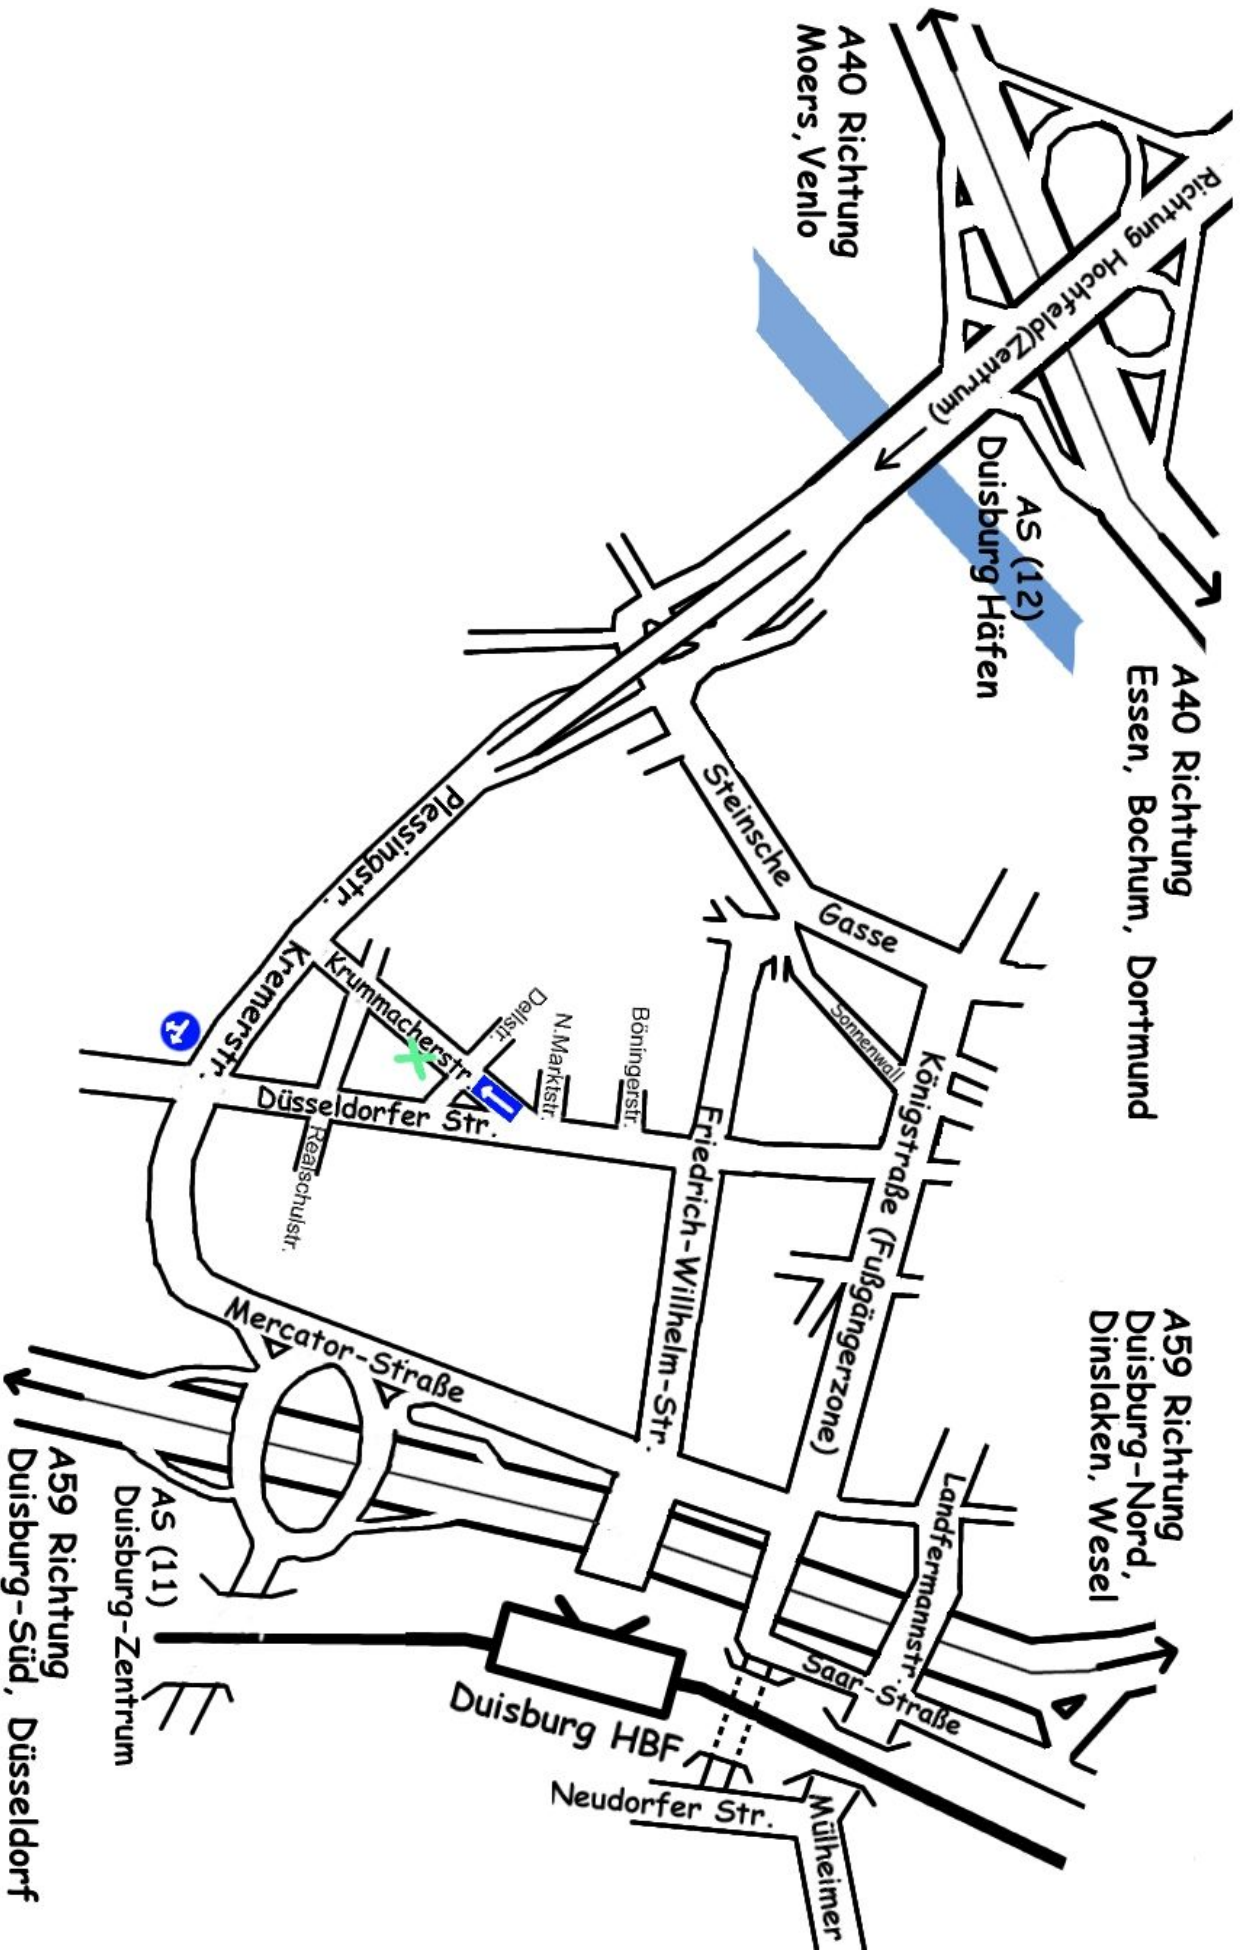 A40 Richtung
Moers,Venlo
Richtung Hochfeld(Zentrum)
AS (12)
Duisburg Häfen
A40 Richtung
Essen, Bochum, Dortmund
Steinsche
Gasse
Sonnenwall
Plessingstr.
Kremerstr.
Krummacherstr.
Dellstr.
N.Marktstr.
Böningerstr.
Düsseldorfer Str.
Realschulstr.
Friedrich-Willhelm-Str.
Königstraße (Fußgängerzone)
Mercator-Straße
A59 Richtung
Duisburg-Nord,
Dinslaken, Wesel
Landfermannstr.
Saar-Straße
AS (11)
Duisburg-Zentrum
A59 Richtung
Duisburg-Süd, Düsseldorf
Duisburg HBF
Neudorfer Str.
Mülheimer